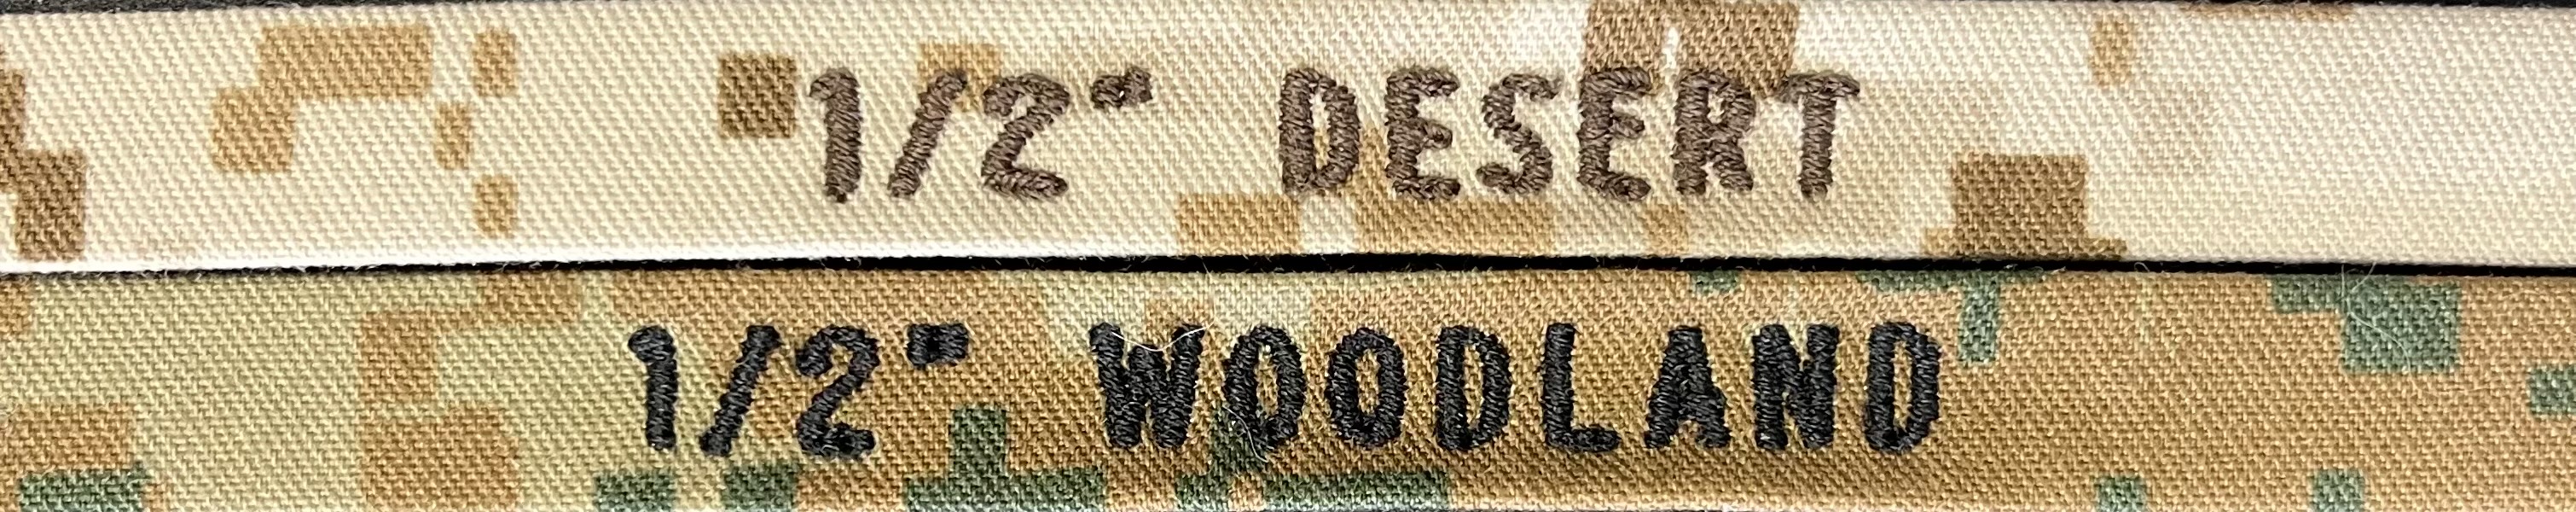 1/2" DESERT
1/2" WOODLAND